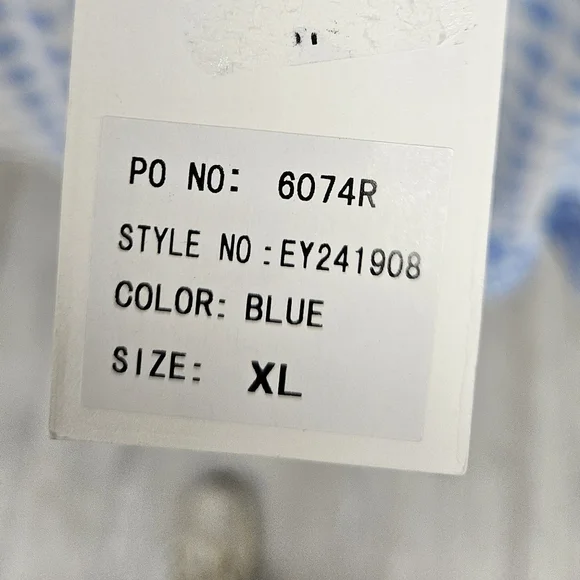 PO NO: 6074R
STYLE NO :EY241908
COLOR: BLUE
SIZE: XL